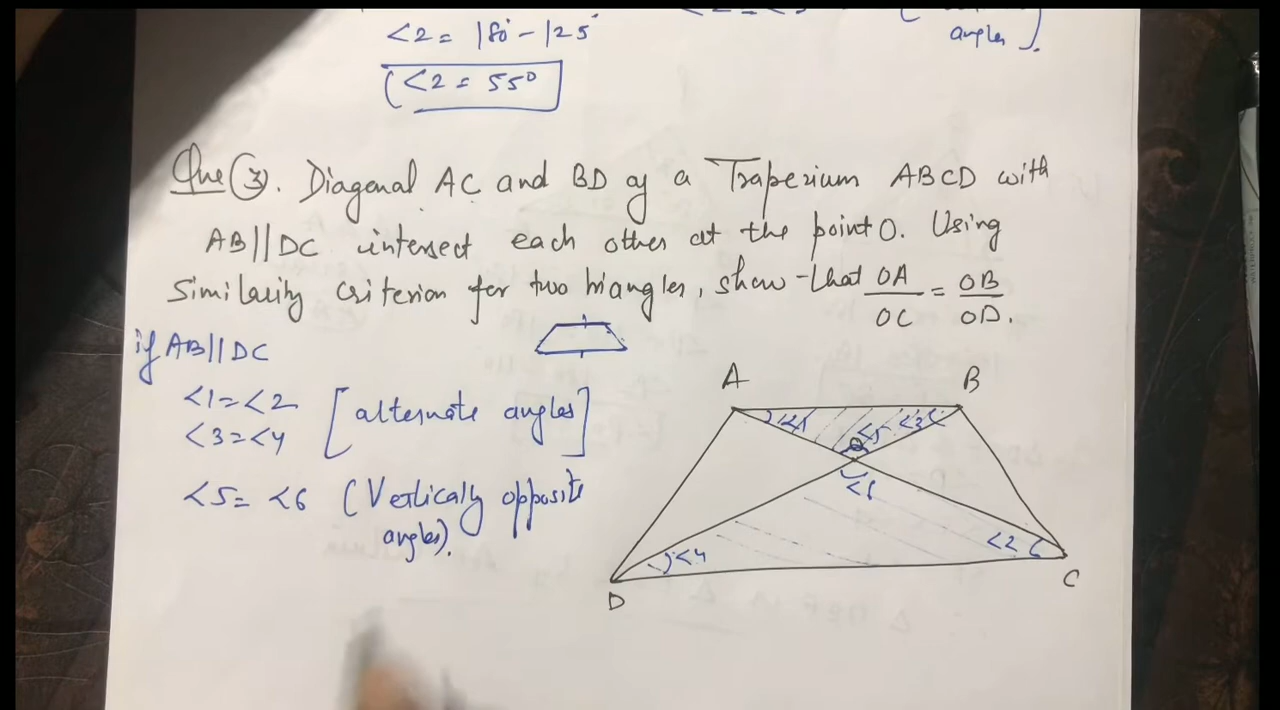 <2 = 180° - 125°
<2 = 55°
angles].
Que(3). Diagonal AC and BD of a Trapezium ABCD with
AB||DC intersect each other at the point O. Using
Similarity Criterion for two triangles, show that OA/OC = OB/OD.
if AB||DC
<1=<2 [alternate angles]
<3=<4
<5= <6 (Vertically opposite
angles).
A
B
<1
<5
<3
O
<6
<4
<2
D
C